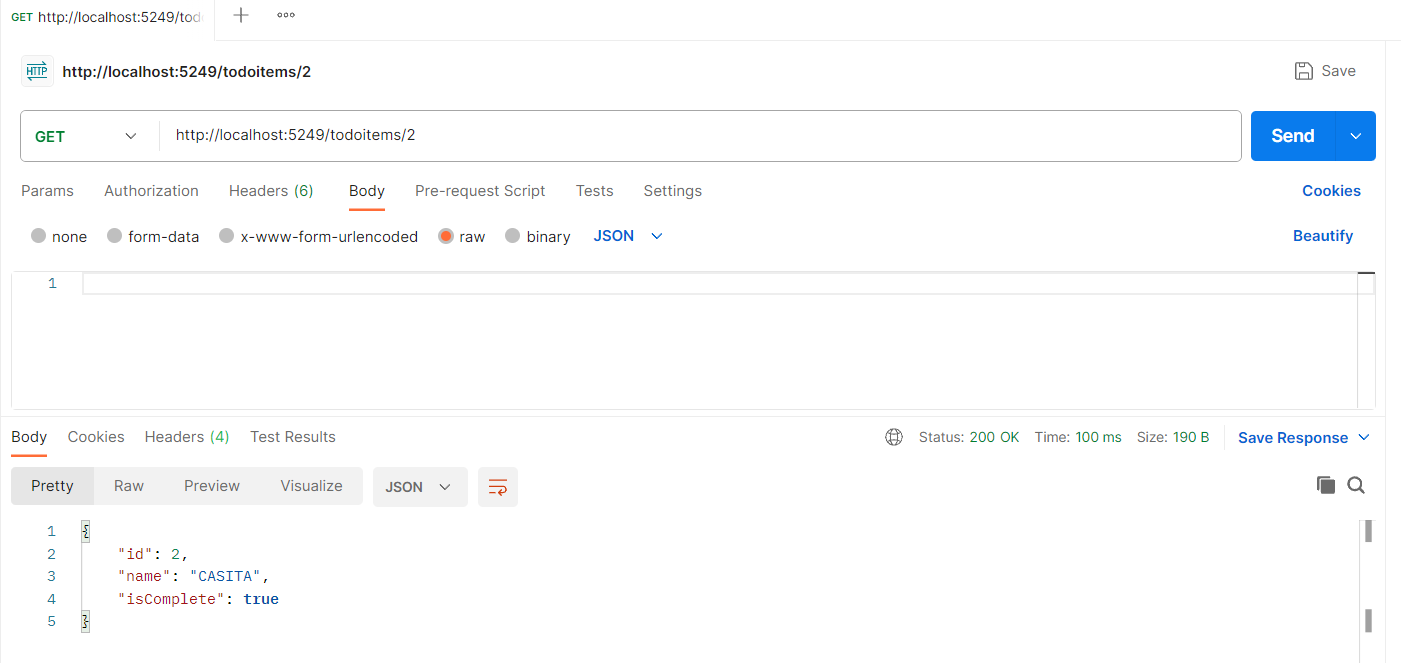 GET http://localhost:5249/tod
HTTP http://localhost:5249/todoitems/2 Save
GET http://localhost:5249/todoitems/2 Send
Params Authorization Headers (6) Body Pre-request Script Tests Settings Cookies
none form-data x-www-form-urlencoded raw binary JSON Beautify
1
Body Cookies Headers (4) Test Results Status: 200 OK Time: 100 ms Size: 190 B Save Response
Pretty Raw Preview Visualize JSON
1 {
2 "id": 2,
3 "name": "CASITA",
4 "isComplete": true
5 }